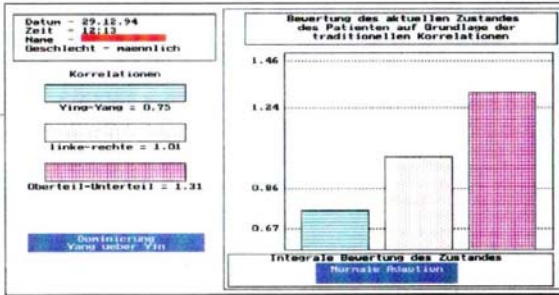 Datum - 29.12.94
Zeit - 12:13
Name -
Geschlecht - maennlich
Korrelationen
Ying-Yang = 0.75
linke-rechte = 1.01
Oberteil-Unterteil = 1.31
Dominierung
Yang ueber Yin
Bewertung des aktuellen Zustandes
des Patienten auf Grundlage der
traditionellen Korrelationen
1.46
1.24
0.86
0.67
Integrale Bewertung des Zustandes
Normale Adaption